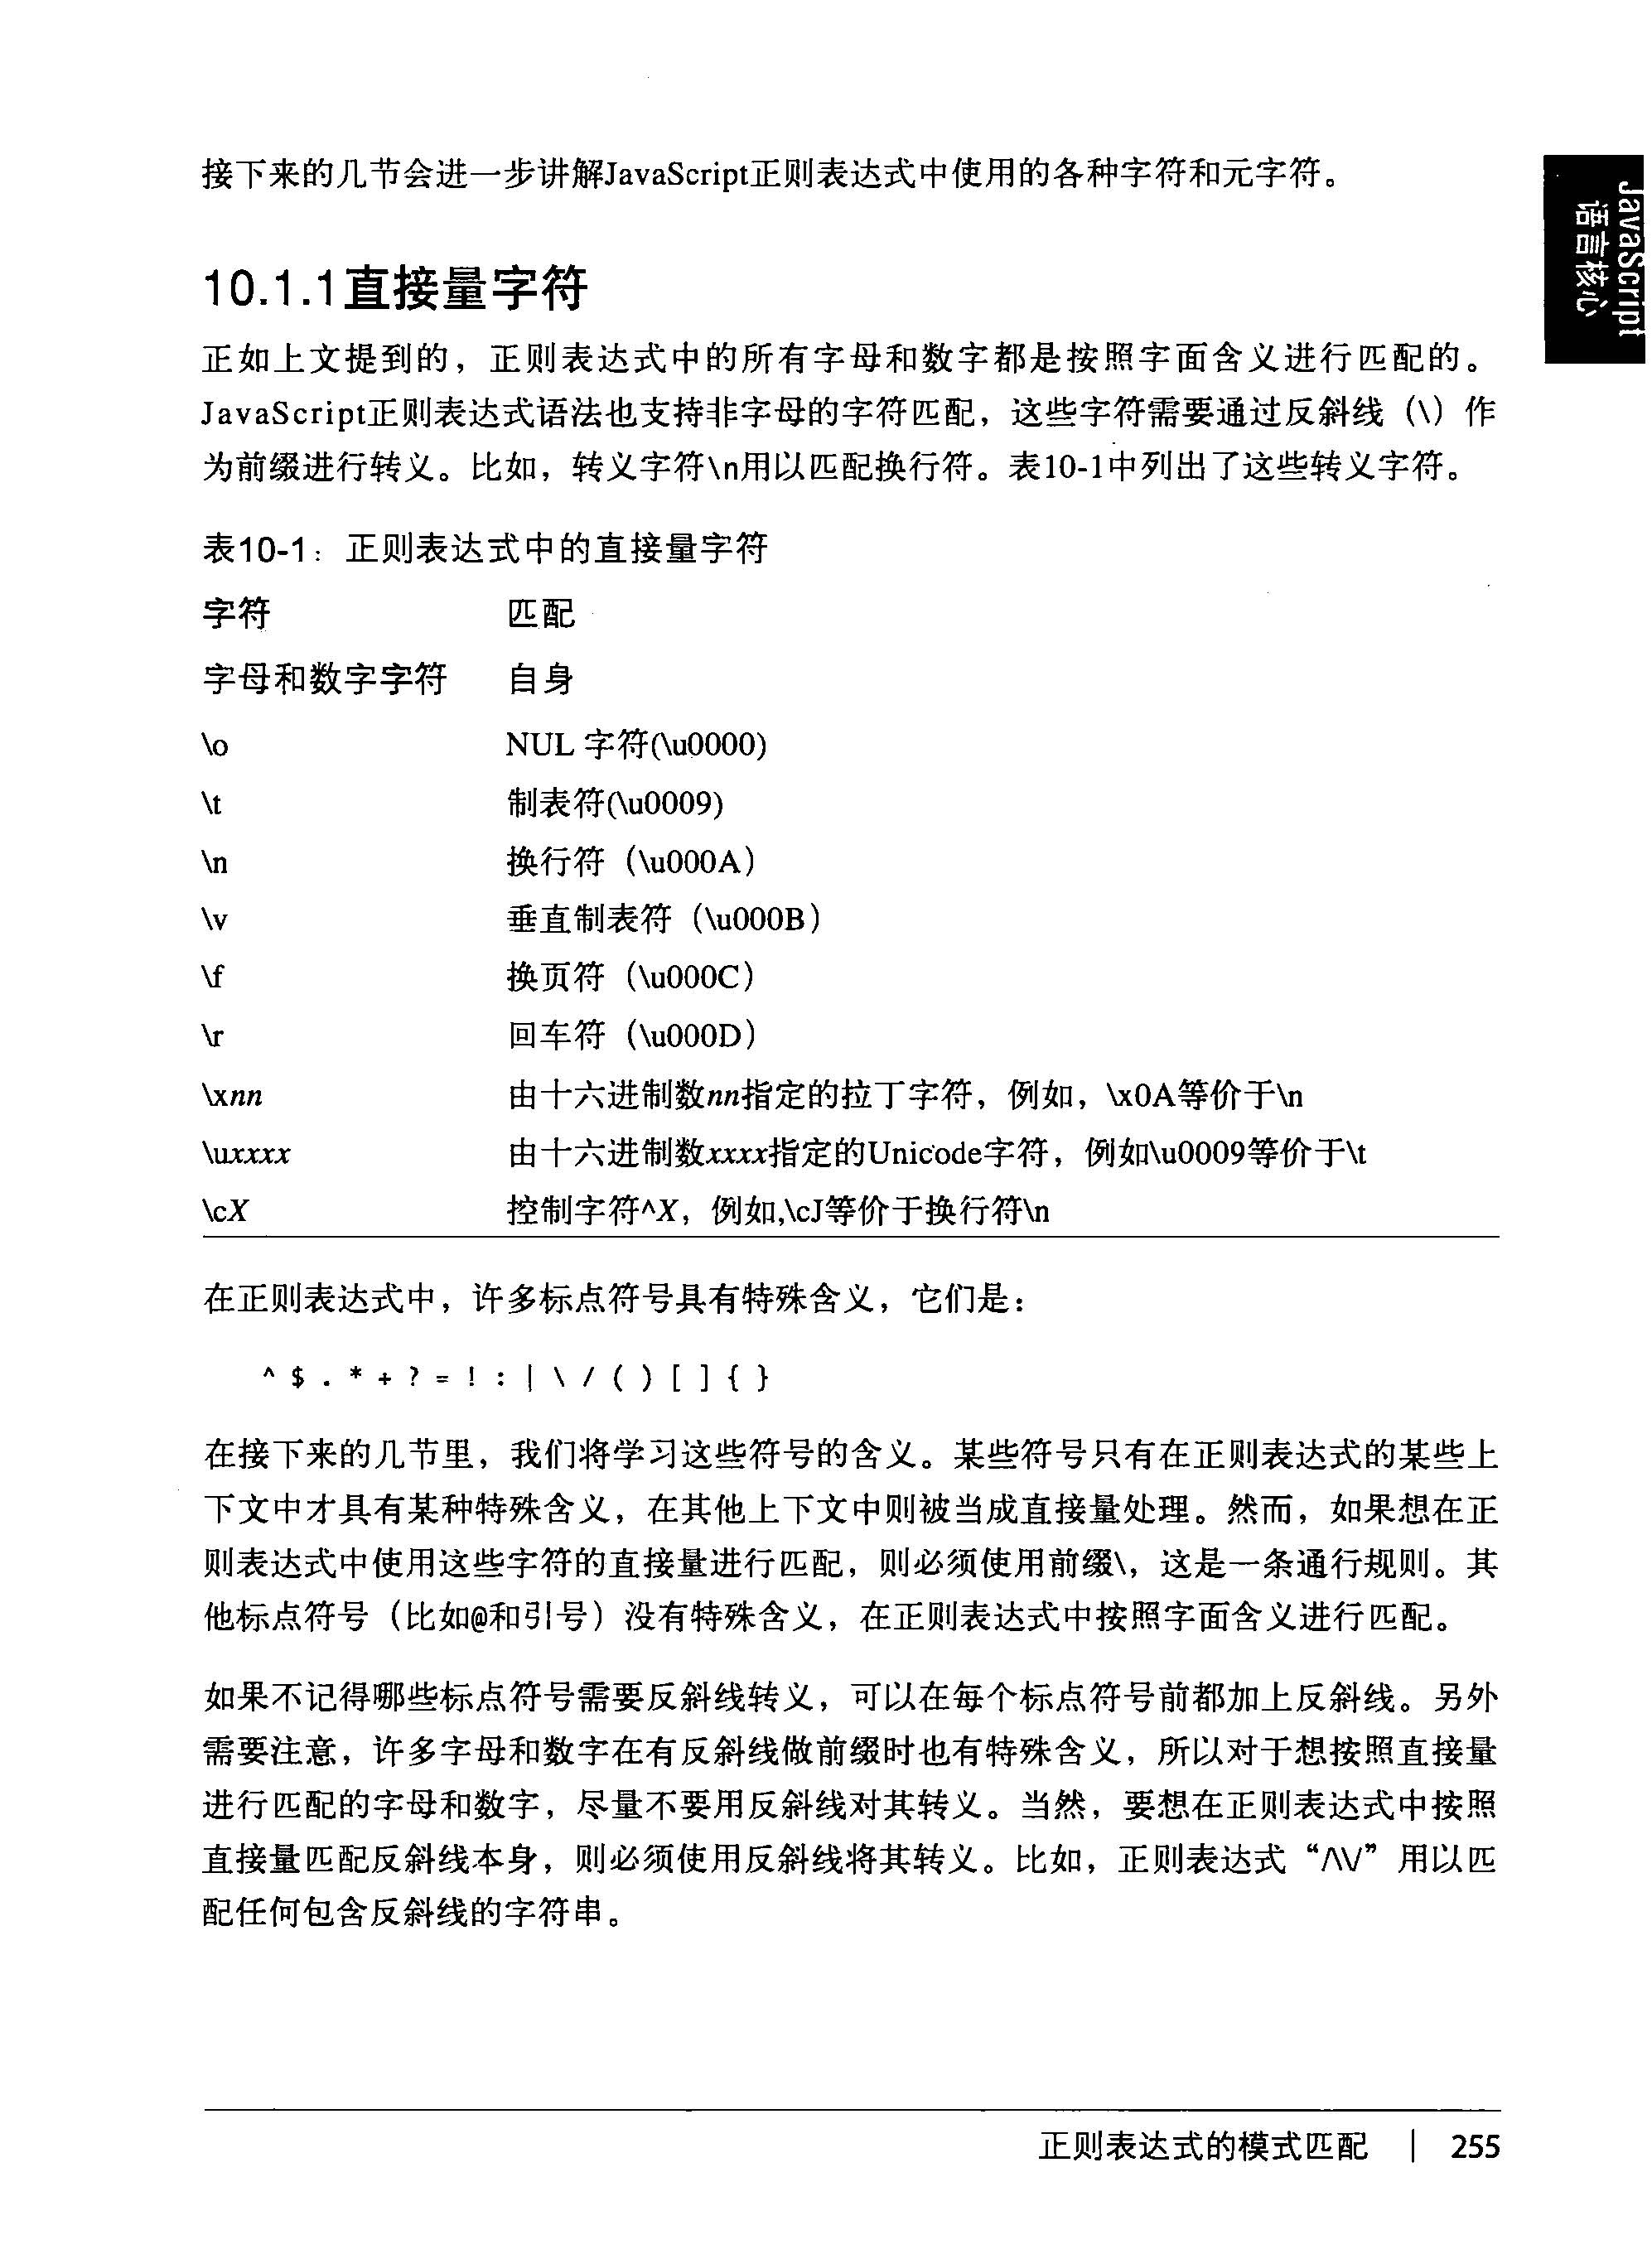 接下来的几节会进一步讲解JavaScript正则表达式中使用的各种字符和元字符。
JavaScript
语言核心
10.1.1直接量字符
正如上文提到的，正则表达式中的所有字母和数字都是按照字面含义进行匹配的。
JavaScript正则表达式语法也支持非字母的字符匹配，这些字符需要通过反斜线（\）作
为前缀进行转义。比如，转义字符\n用以匹配换行符。表10-1中列出了这些转义字符。
表10-1：正则表达式中的直接量字符
字符 匹配
字母和数字字符 自身
\o NUL 字符(\u0000)
\t 制表符(\u0009)
\n 换行符（\u000A）
\v 垂直制表符（\u000B）
\f 换页符（\u000C）
\r 回车符（\u000D）
\xnn 由十六进制数nn指定的拉丁字符，例如，\x0A等价于\n
\uxxxx 由十六进制数xxxx指定的Unicode字符，例如\u0009等价于\t
\cX 控制字符^X，例如,\cJ等价于换行符\n
在正则表达式中，许多标点符号具有特殊含义，它们是：
^ $ . * + ? = ! : | \ / ( ) [ ] { }
在接下来的几节里，我们将学习这些符号的含义。某些符号只有在正则表达式的某些上
下文中才具有某种特殊含义，在其他上下文中则被当成直接量处理。然而，如果想在正
则表达式中使用这些字符的直接量进行匹配，则必须使用前缀\，这是一条通行规则。其
他标点符号（比如@和引号）没有特殊含义，在正则表达式中按照字面含义进行匹配。
如果不记得哪些标点符号需要反斜线转义，可以在每个标点符号前都加上反斜线。另外
需要注意，许多字母和数字在有反斜线做前缀时也有特殊含义，所以对于想按照直接量
进行匹配的字母和数字，尽量不要用反斜线对其转义。当然，要想在正则表达式中按照
直接量匹配反斜线本身，则必须使用反斜线将其转义。比如，正则表达式“/\\/”用以匹
配任何包含反斜线的字符串。
正则表达式的模式匹配 | 255